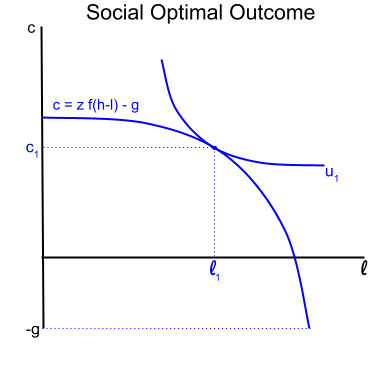 Social Optimal Outcome
c
c = z f(h-l) - g
c₁
u₁
ℓ₁
ℓ
-g